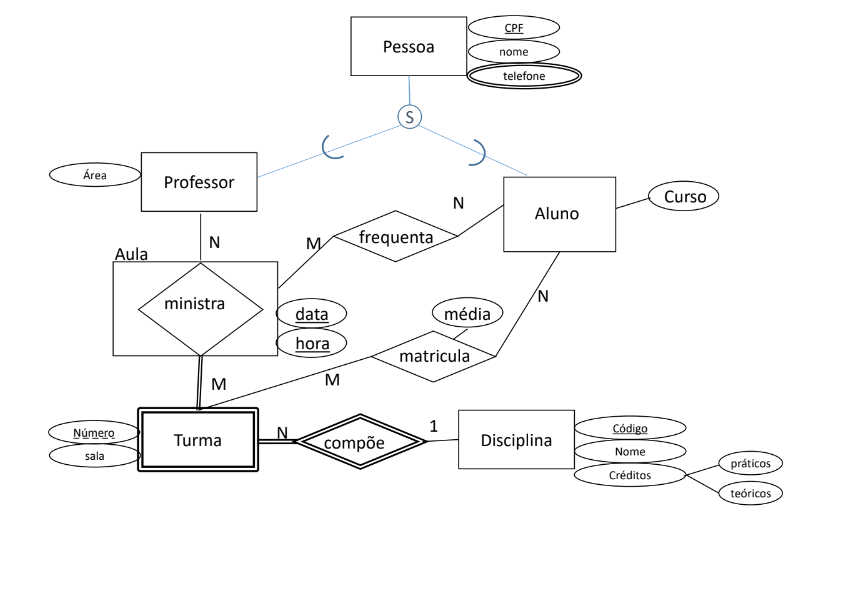 Pessoa
CPF
nome
telefone
S
Área
Professor
Aluno
Curso
N
N
M
frequenta
Aula
ministra
data
hora
N
média
matricula
M
M
Número
sala
Turma
N
compõe
1
Disciplina
Código
Nome
Créditos
práticos
teóricos